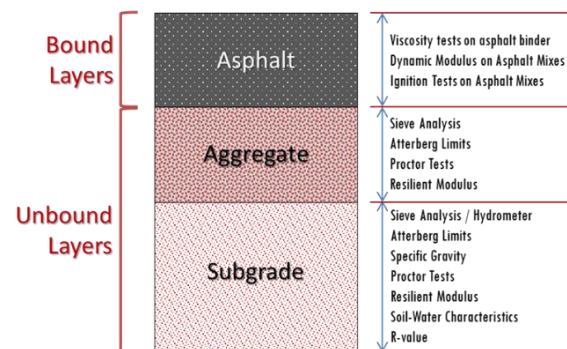 Bound
Layers
Asphalt
Viscosity tests on asphalt binder
Dynamic Modulus on Asphalt Mixes
Ignition Tests on Asphalt Mixes
Unbound
Layers
Aggregate
Sieve Analysis
Atterberg Limits
Proctor Tests
Resilient Modulus
Subgrade
Sieve Analysis / Hydrometer
Atterberg Limits
Specific Gravity
Proctor Tests
Resilient Modulus
Soil-Water Characteristics
R-value